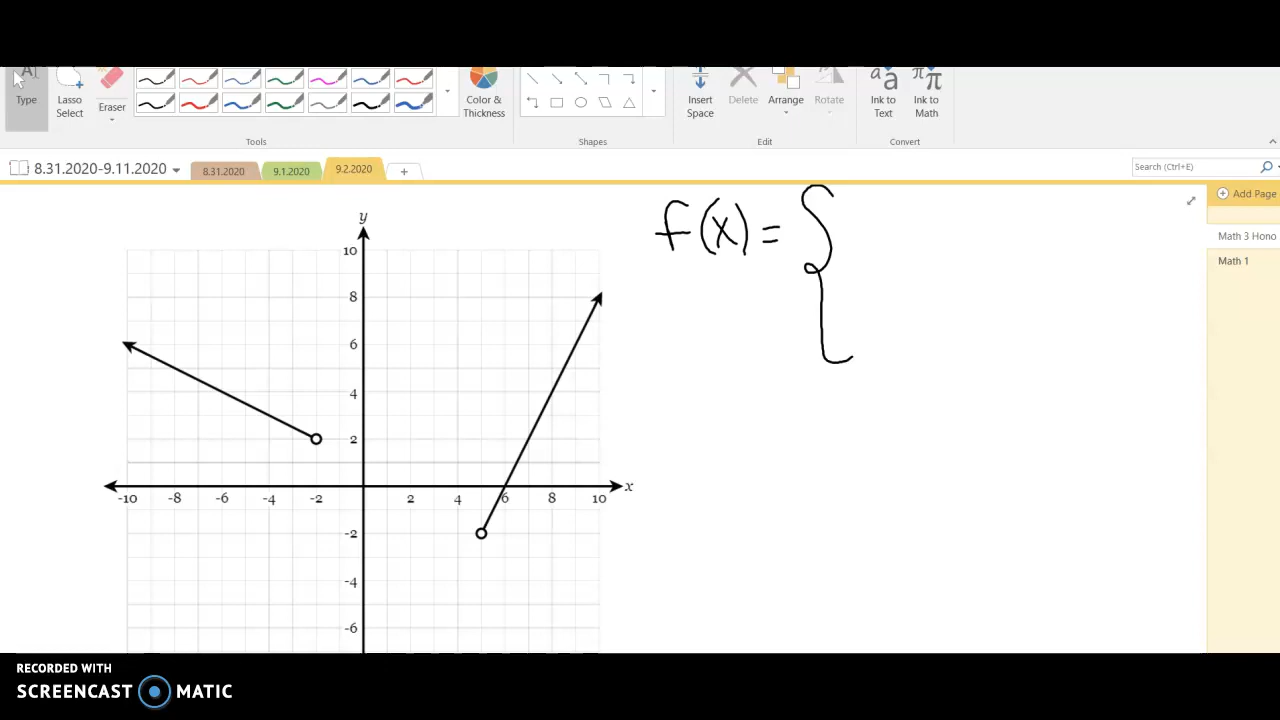 Type
Lasso
Select
Eraser
Color &
Thickness
Insert
Space
Delete
Arrange
Rotate
Ink to
Text
Ink to
Math
Tools
Shapes
Edit
Convert
8.31.2020-9.11.2020
8.31.2020
9.1.2020
9.2.2020
+
Search (Ctrl+E)
Add Page
Math 3 Hono
Math 1
f(x) = {
y
10
8
6
4
2
-10 -8 -6 -4 -2 2 4 6 8 10 x
-2
-4
-6
RECORDED WITH
SCREENCAST MATIC